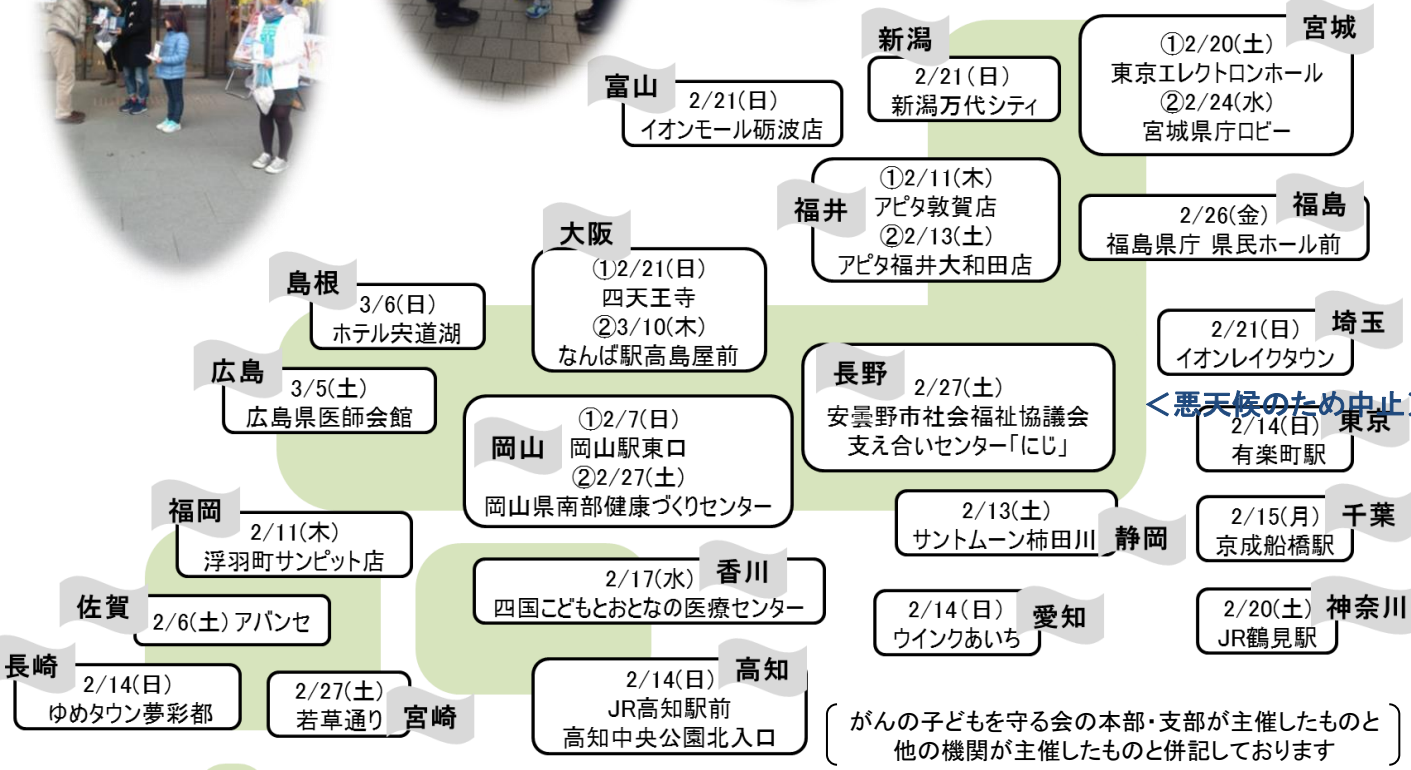 新潟
2/21(日)
新潟万代シティ
宮城
①2/20(土)
東京エレクトロンホール
②2/24(水)
宮城県庁ロビー
富山
2/21(日)
イオンモール砺波店
福井
①2/11(木)
アピタ敦賀店
②2/13(土)
アピタ福井大和田店
福島
2/26(金)
福島県庁 県民ホール前
大阪
①2/21(日)
四天王寺
②3/10(木)
なんば駅高島屋前
島根
3/6(日)
ホテル宍道湖
埼玉
2/21(日)
イオンレイクタウン
広島
3/5(土)
広島県医師会館
長野
2/27(土)
安曇野市社会福祉協議会
支え合いセンター「にじ」
＜悪天候のため中止＞
東京
2/14(日)
有楽町駅
岡山
①2/7(日)
岡山駅東口
②2/27(土)
岡山県南部健康づくりセンター
福岡
2/11(木)
浮羽町サンピット店
静岡
2/13(土)
サントムーン柿田川
千葉
2/15(月)
京成船橋駅
香川
2/17(水)
四国こどもとおとなの医療センター
佐賀
2/6(土) アバンセ
愛知
2/14(日)
ウインクあいち
神奈川
2/20(土)
JR鶴見駅
長崎
2/14(日)
ゆめタウン夢彩都
宮崎
2/27(土)
若草通り
高知
2/14(日)
JR高知駅前
高知中央公園北入口
がんの子どもを守る会の本部・支部が主催したものと
他の機関が主催したものと併記しております